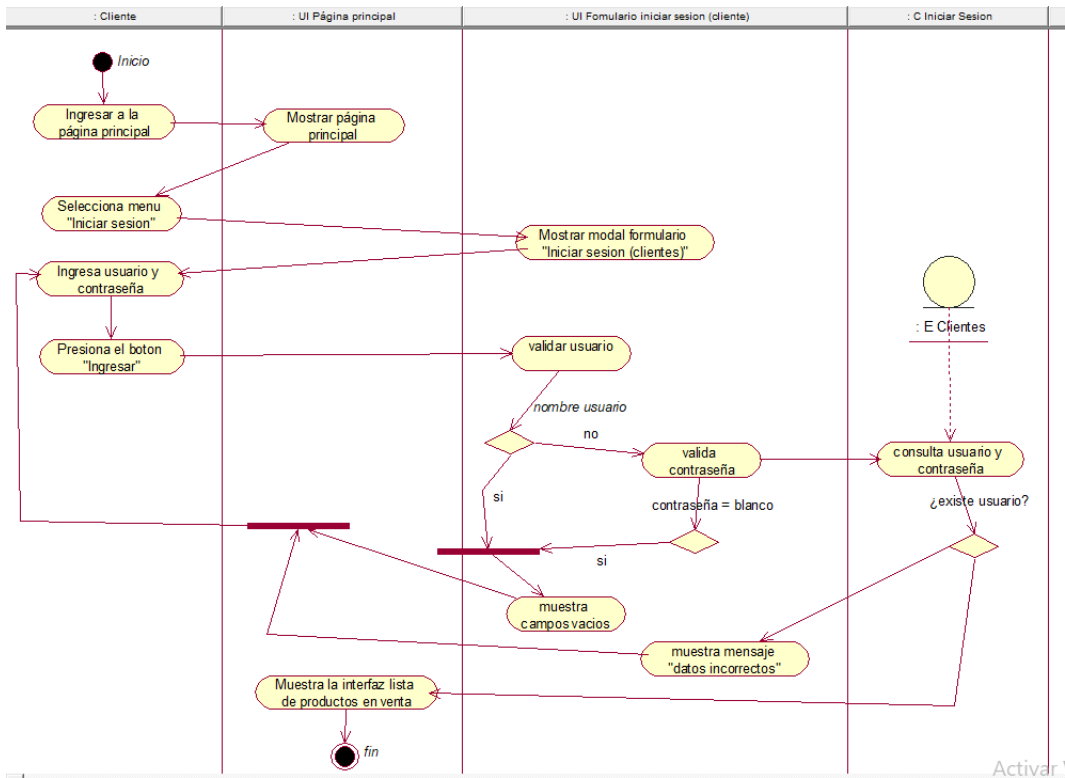 : Cliente
: UI Página principal
: UI Fomulario iniciar sesion (cliente)
: C Iniciar Sesion
Inicio
Ingresar a la
página principal
Mostrar página
principal
Selecciona menu
"Iniciar sesion"
Mostrar modal formulario
"Iniciar sesion (clientes)"
Ingresa usuario y
contraseña
: E Clientes
Presiona el boton
"Ingresar"
validar usuario
nombre usuario
no
valida
contraseña
consulta usuario y
contraseña
si
contraseña = blanco
¿existe usuario?
si
muestra
campos vacios
muestra mensaje
"datos incorrectos"
Muestra la interfaz lista
de productos en venta
fin
Activar